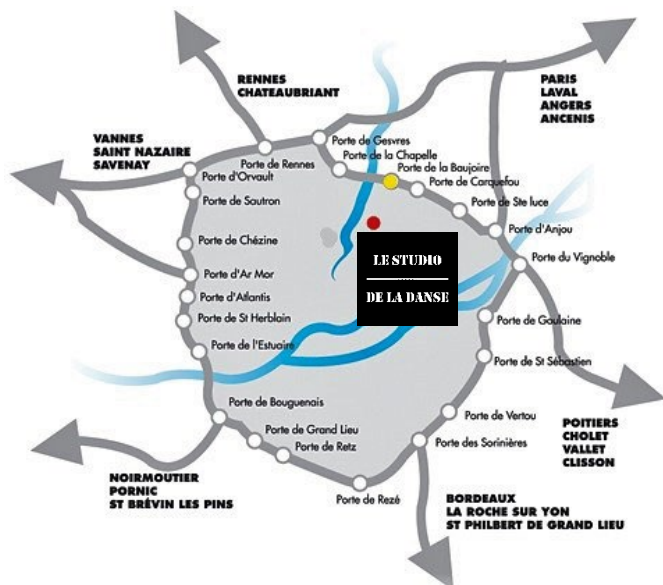 RENNES
CHATEAUBRIANT
PARIS
LAVAL
ANGERS
ANCENIS
VANNES
SAINT NAZAIRE
SAVENAY
Porte de Gesvres
Porte de la Chapelle
Porte de Rennes
Porte de la Baujoire
Porte d'Orvault
Porte de Carquefou
Porte de Sautron
Porte de Ste luce
Porte d'Anjou
Porte de Chézine
Porte du Vignoble
LE STUDIO
DE LA DANSE
Porte d'Ar Mor
Porte d'Atlantis
Porte de St Herblain
Porte de Goulaine
Porte de l'Estuaire
Porte de St Sébastien
Porte de Bouguenais
Porte de Vertou
Porte de Grand Lieu
Porte des Sorinières
Porte de Retz
POITIERS
CHOLET
VALLET
CLISSON
NOIRMOUTIER
PORNIC
ST BRÉVIN LES PINS
Porte de Rezé
BORDEAUX
LA ROCHE SUR YON
ST PHILBERT DE GRAND LIEU